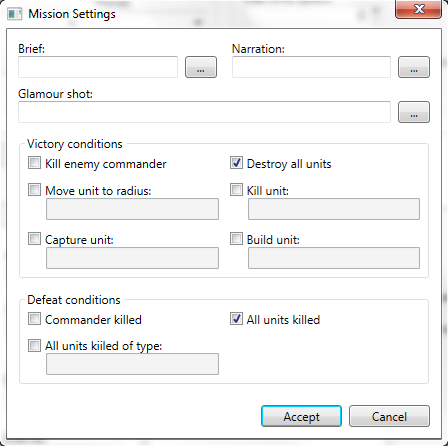 Mission Settings
Brief: Narration:
... ...
Glamour shot:
...
Victory conditions
Kill enemy commander Destroy all units
Move unit to radius: Kill unit:
Capture unit: Build unit:
Defeat conditions
Commander killed All units killed
All units kiiled of type:
Accept Cancel